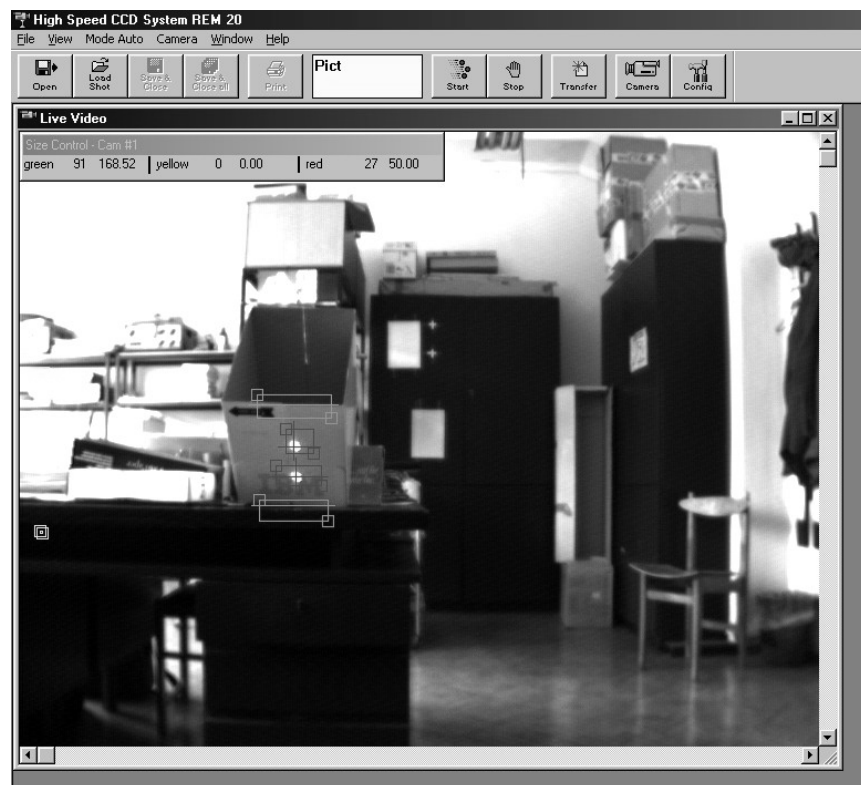 High Speed CCD System REM 20
File View Mode Auto Camera Window Help
Open Load Shot Save & Close Save & Close all Print Pict Start Stop Transfer Camera Config
Live Video
Size Control - Cam #1
green 91 168.52 yellow 0 0.00 red 27 50.00